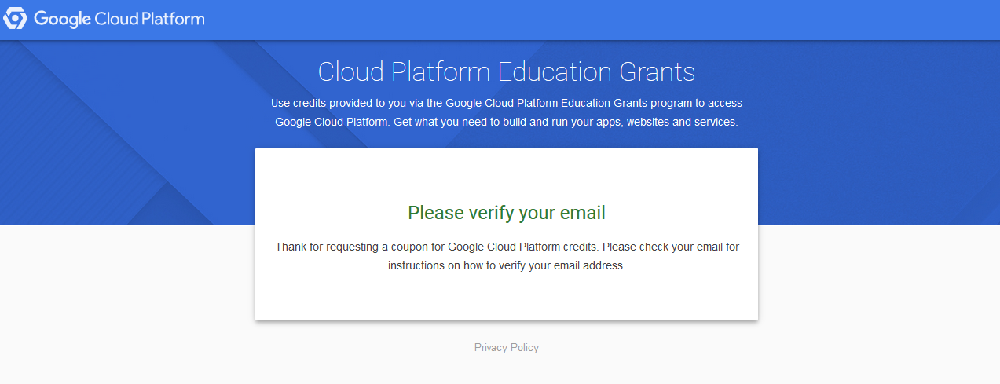 Google Cloud Platform
Cloud Platform Education Grants
Use credits provided to you via the Google Cloud Platform Education Grants program to access
Google Cloud Platform. Get what you need to build and run your apps, websites and services.
Please verify your email
Thank for requesting a coupon for Google Cloud Platform credits. Please check your email for
instructions on how to verify your email address.
Privacy Policy